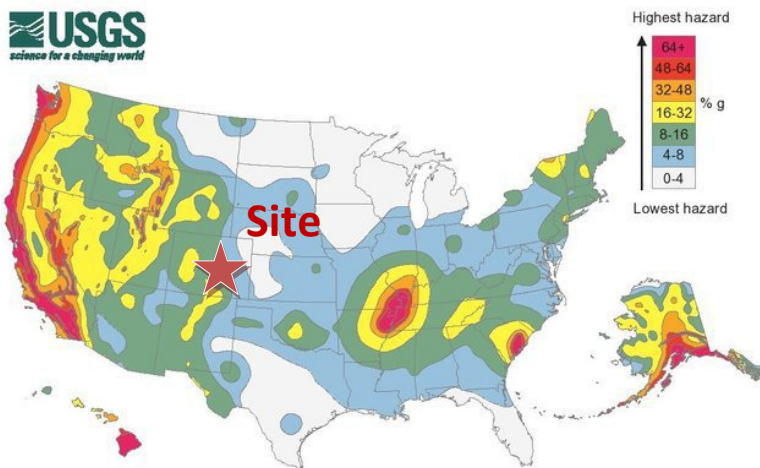 USGS
science for a changing world
Highest hazard
64+
48-64
32-48
16-32
8-16
4-8
0-4
% g
Lowest hazard
Site